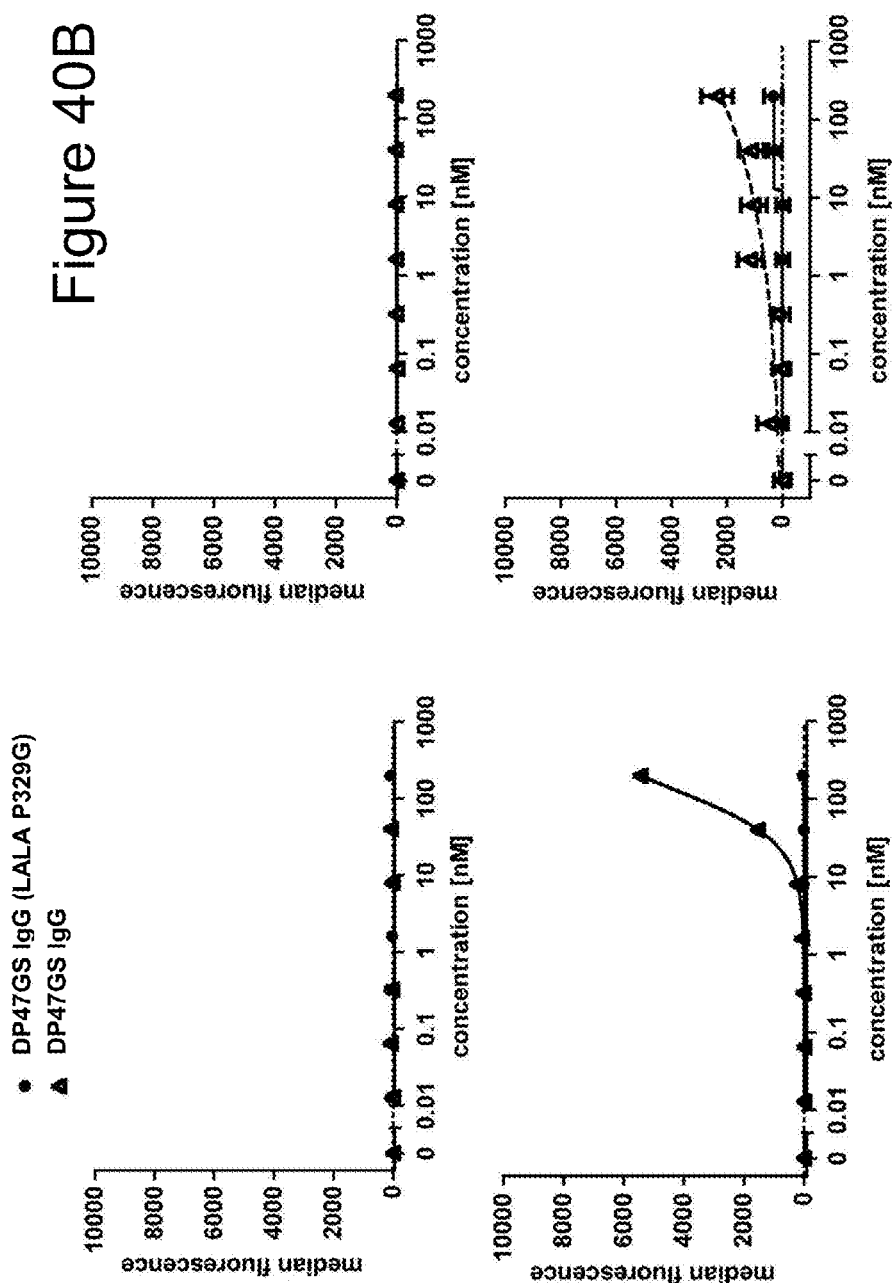 Figure 40B
DP47GS IgG (LALA P329G)
DP47GS IgG
median fluorescence
10000
8000
6000
4000
2000
0
0 0.01 0.1 1 10 100 1000
concentration [nM]
median fluorescence
10000
8000
6000
4000
2000
0
0 0.01 0.1 1 10 100 1000
concentration [nM]
median fluorescence
10000
8000
6000
4000
2000
0
0 0.01 0.1 1 10 100 1000
concentration [nM]
median fluorescence
10000
8000
6000
4000
2000
0
0 0.01 0.1 1 10 100 1000
concentration [nM]